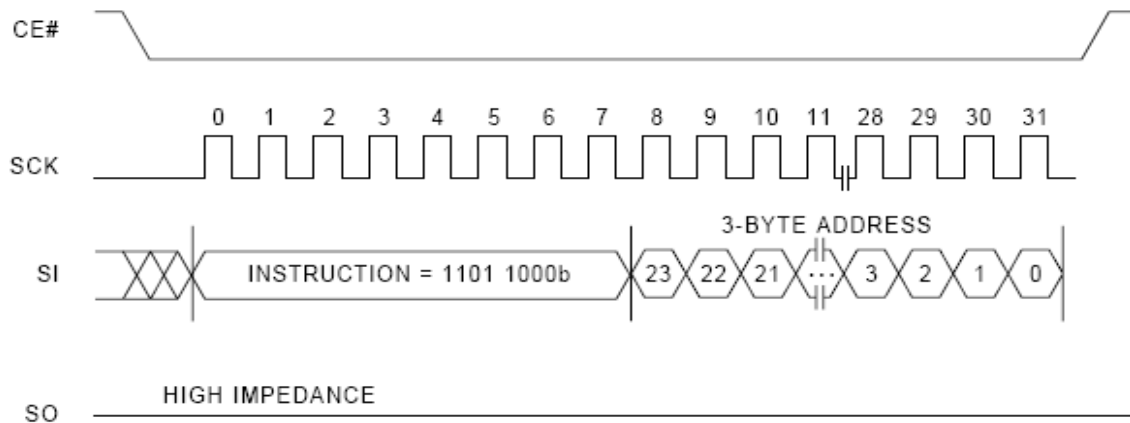 CE#
0 1 2 3 4 5 6 7 8 9 10 11 28 29 30 31
SCK
3-BYTE ADDRESS
SI INSTRUCTION = 1101 1000b 23 22 21 ··· 3 2 1 0
HIGH IMPEDANCE
SO